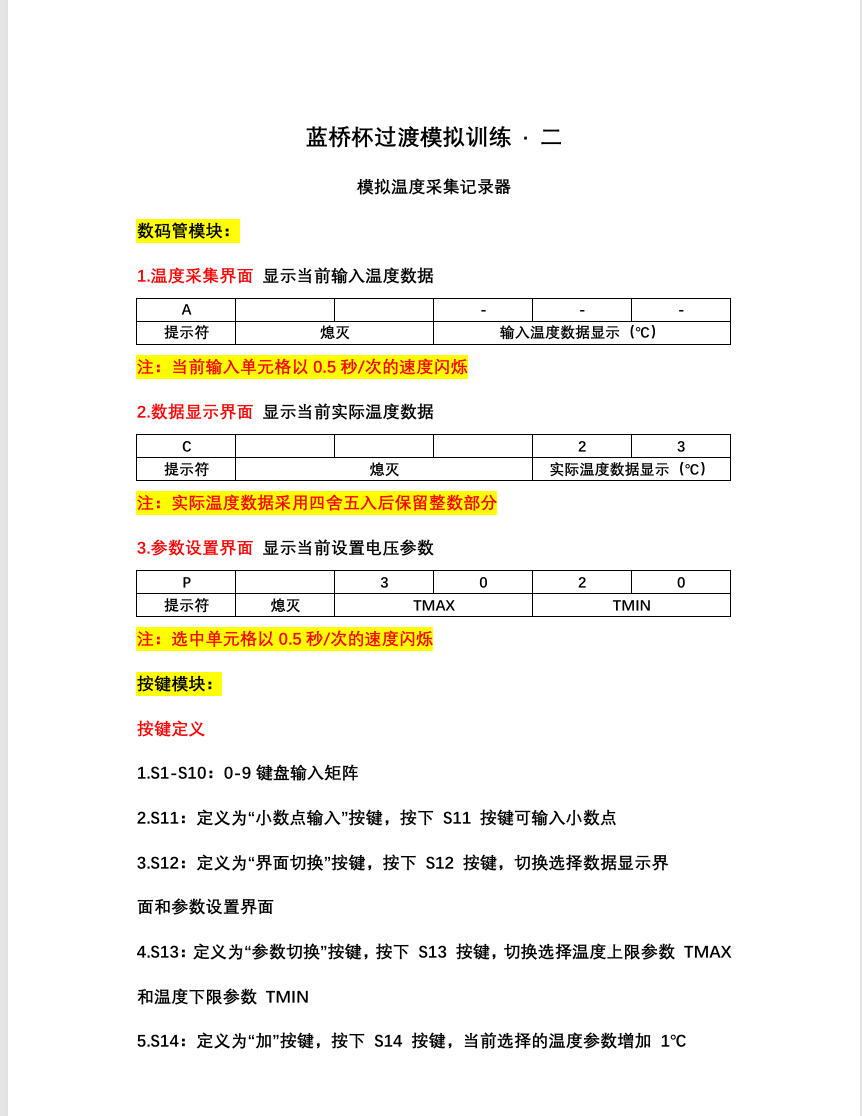 蓝桥杯过渡模拟训练 · 二
模拟温度采集记录器
数码管模块：
1.温度采集界面 显示当前输入温度数据
A - - -
提示符 熄灭 输入温度数据显示（℃）
注：当前输入单元格以 0.5 秒/次的速度闪烁
2.数据显示界面 显示当前实际温度数据
C 2 3
提示符 熄灭 实际温度数据显示（℃）
注：实际温度数据采用四舍五入后保留整数部分
3.参数设置界面 显示当前设置电压参数
P 3 0 2 0
提示符 熄灭 TMAX TMIN
注：选中单元格以 0.5 秒/次的速度闪烁
按键模块：
按键定义
1.S1-S10：0-9 键盘输入矩阵
2.S11：定义为“小数点输入”按键，按下 S11 按键可输入小数点
3.S12：定义为“界面切换”按键，按下 S12 按键，切换选择数据显示界
面和参数设置界面
4.S13：定义为“参数切换”按键，按下 S13 按键，切换选择温度上限参数 TMAX
和温度下限参数 TMIN
5.S14：定义为“加”按键，按下 S14 按键，当前选择的温度参数增加 1℃